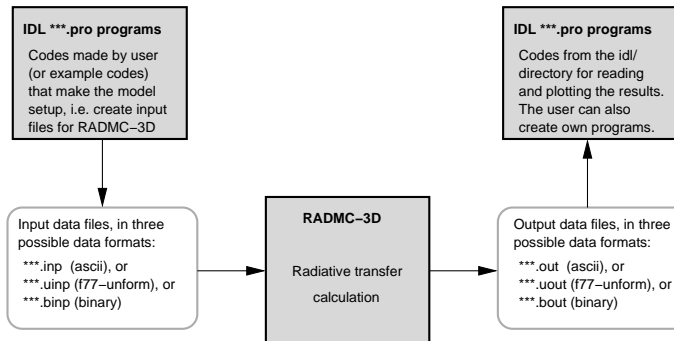 IDL ***.pro programs
Codes made by user
(or example codes)
that make the model
setup, i.e. create input
files for RADMC−3D
IDL ***.pro programs
Codes from the idl/
directory for reading
and plotting the results.
The user can also
create own programs.
Input data files, in three
possible data formats:
***.inp (ascii), or
***.uinp (f77−unform), or
***.binp (binary)
RADMC−3D
Radiative transfer
calculation
Output data files, in three
possible data formats:
***.out (ascii), or
***.uout (f77−unform), or
***.bout (binary)